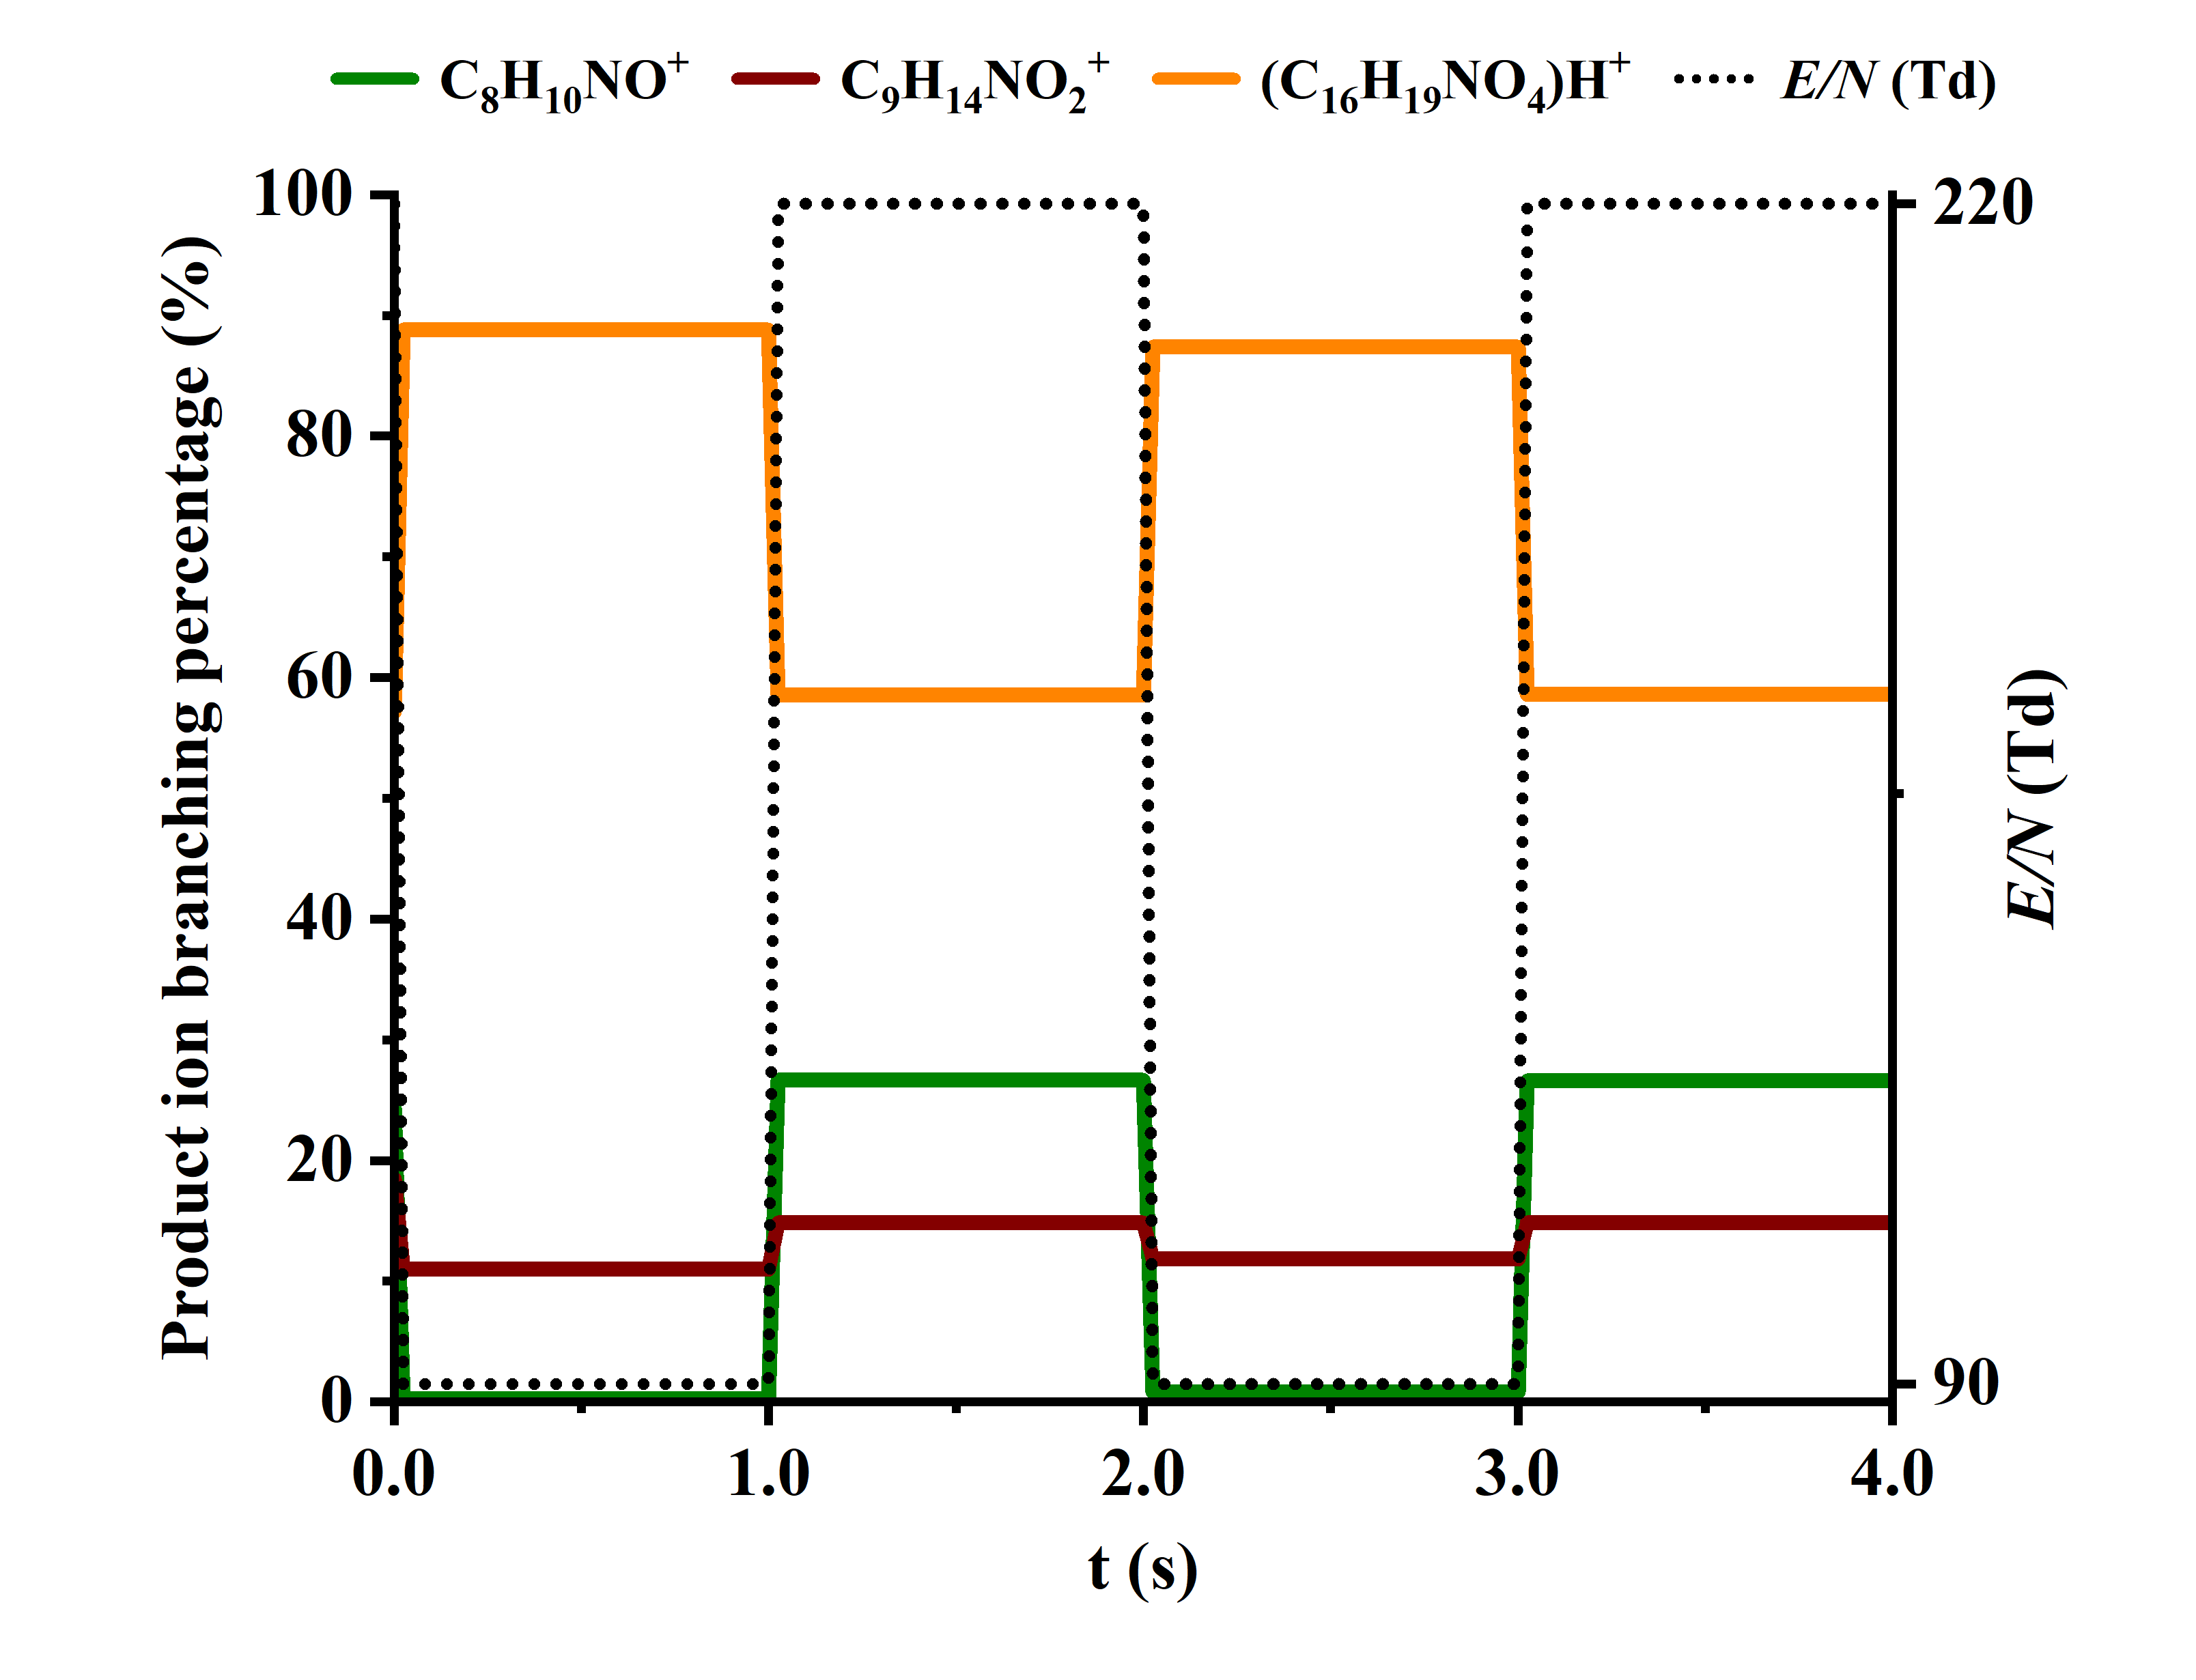 C₈H₁₀NO⁺ C₉H₁₄NO₂⁺ (C₁₆H₁₉NO₄)H⁺ E/N (Td)
Product ion branching percentage (%)
100
80
60
40
20
0
220
90
E/N (Td)
0.0 1.0 2.0 3.0 4.0
t (s)